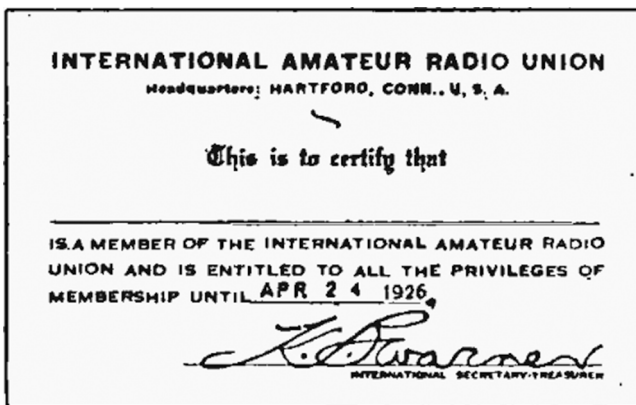 INTERNATIONAL AMATEUR RADIO UNION
Headquarters: HARTFORD, CONN., U, S, A.
This is to certify that
IS A MEMBER OF THE INTERNATIONAL AMATEUR RADIO
UNION AND IS ENTITLED TO ALL THE PRIVILEGES OF
MEMBERSHIP UNTIL APR 24 1926
K. B. Warner
INTERNATIONAL SECRETARY-TREASURER